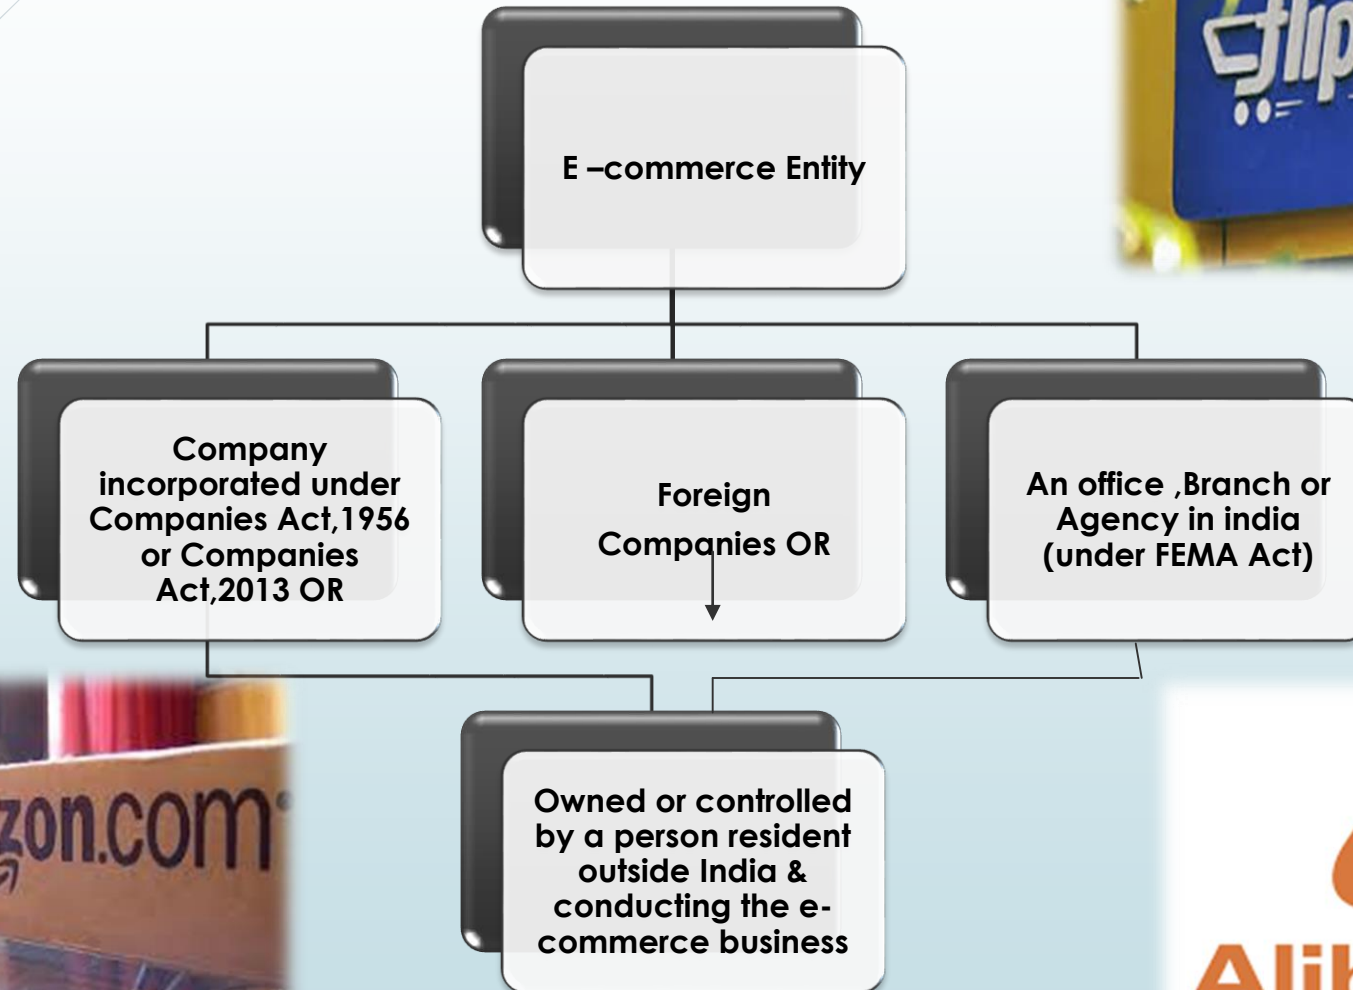 flip
E –commerce Entity
Company
incorporated under
Companies Act,1956
or Companies
Act,2013 OR
Foreign
Companies OR
An office ,Branch or
Agency in india
(under FEMA Act)
zon.com
Owned or controlled
by a person resident
outside India &
conducting the e-
commerce business
Alib